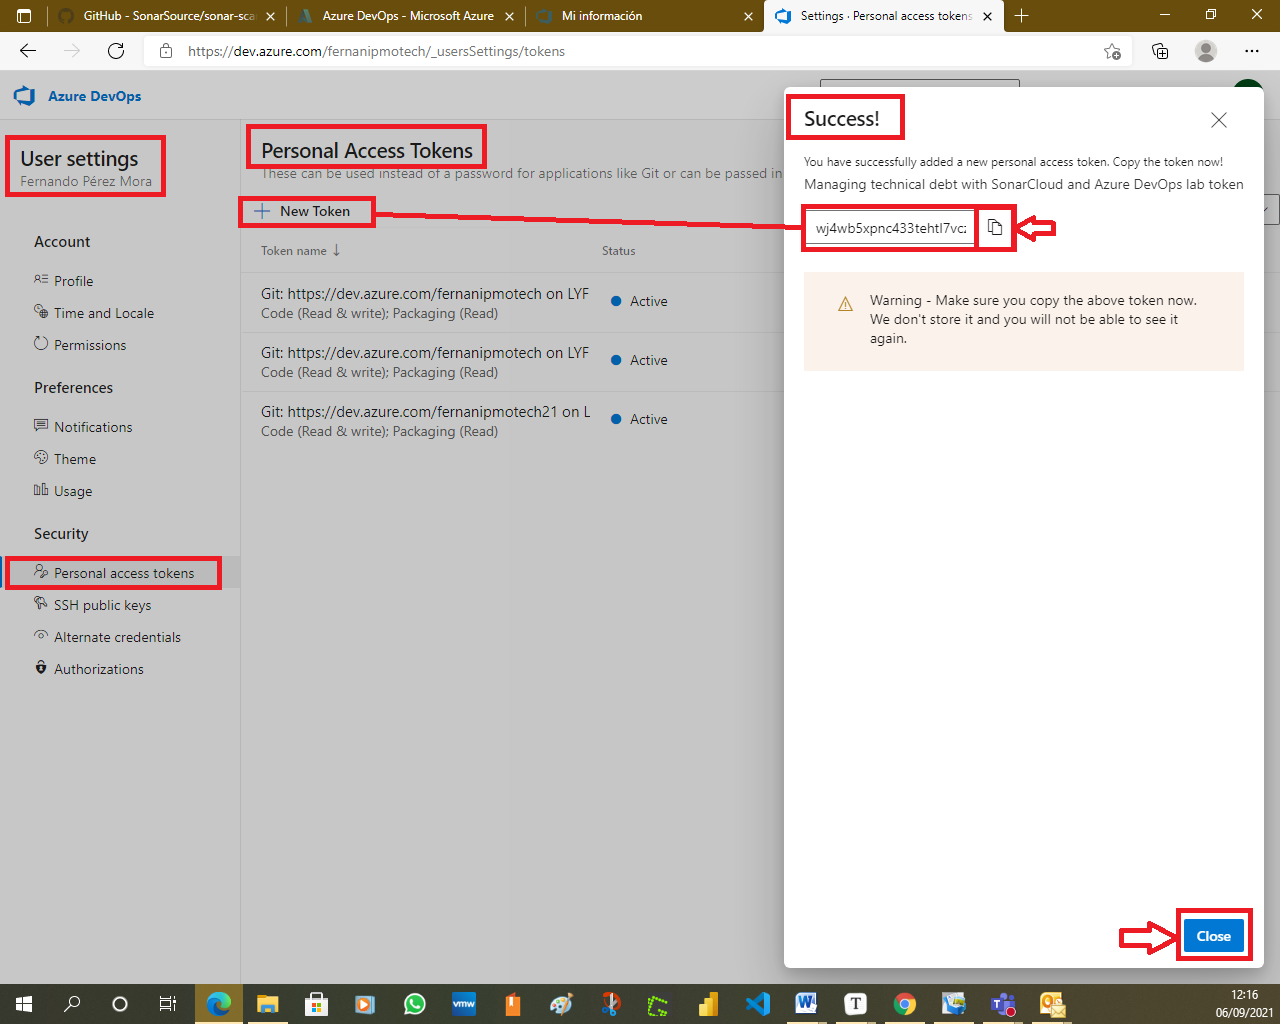 GitHub - SonarSource/sonar-sca
Azure DevOps - Microsoft Azure
Mi información
Settings · Personal access tokens
https://dev.azure.com/fernanipmotech/_usersSettings/tokens
Azure DevOps
User settings
Fernando Pérez Mora
Account
Profile
Time and Locale
Permissions
Preferences
Notifications
Theme
Usage
Security
Personal access tokens
SSH public keys
Alternate credentials
Authorizations
Personal Access Tokens
These can be used instead of a password for applications like Git or can be passed in
New Token
Token name ↓ Status
Git: https://dev.azure.com/fernanipmotech on LYF
Active
Code (Read & write); Packaging (Read)
Git: https://dev.azure.com/fernanipmotech on LYF
Active
Code (Read & write); Packaging (Read)
Git: https://dev.azure.com/fernanipmotech21 on L
Active
Code (Read & write); Packaging (Read)
Success!
You have successfully added a new personal access token. Copy the token now!
Managing technical debt with SonarCloud and Azure DevOps lab token
Warning - Make sure you copy the above token now.
We don't store it and you will not be able to see it
again.
Close
vmw
12:16
06/09/2021